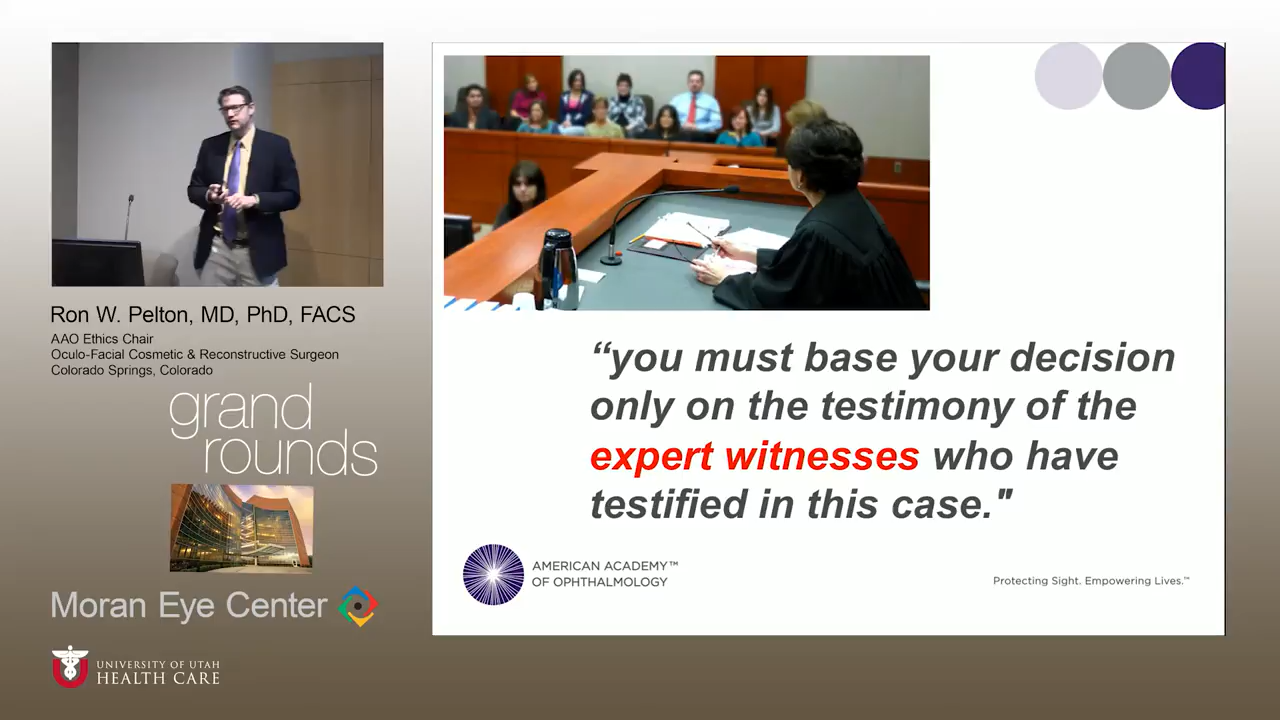 Ron W. Pelton, MD, PhD, FACS
AAO Ethics Chair
Oculo-Facial Cosmetic & Reconstructive Surgeon
Colorado Springs, Colorado
grand
rounds
Moran Eye Center
UNIVERSITY OF UTAH
HEALTH CARE
“you must base your decision
only on the testimony of the
expert witnesses who have
testified in this case."
AMERICAN ACADEMY™
OF OPHTHALMOLOGY
Protecting Sight. Empowering Lives.™